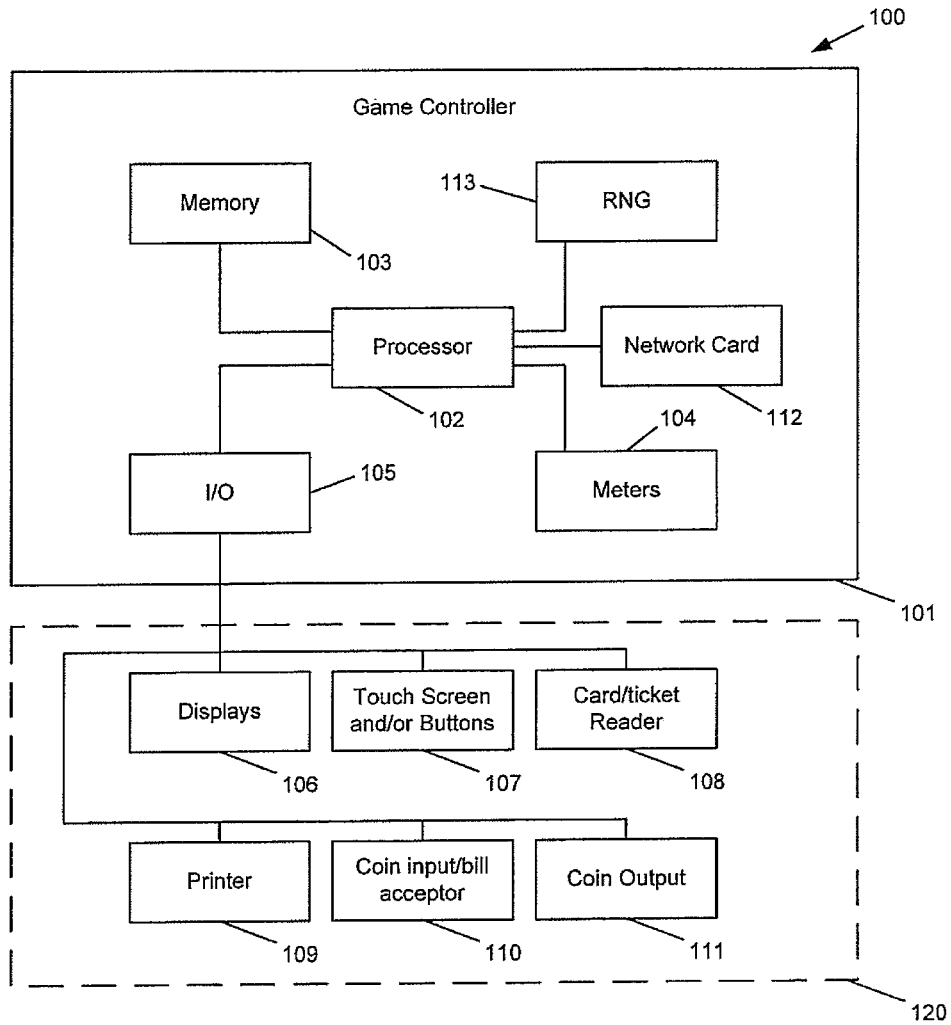 100
Game Controller
Memory
113
RNG
103
Processor
Network Card
102
104
112
I/O
105
Meters
101
Displays
Touch Screen
and/or Buttons
Card/ticket
Reader
106
107
108
Printer
Coin input/bill
acceptor
Coin Output
109
110
111
120